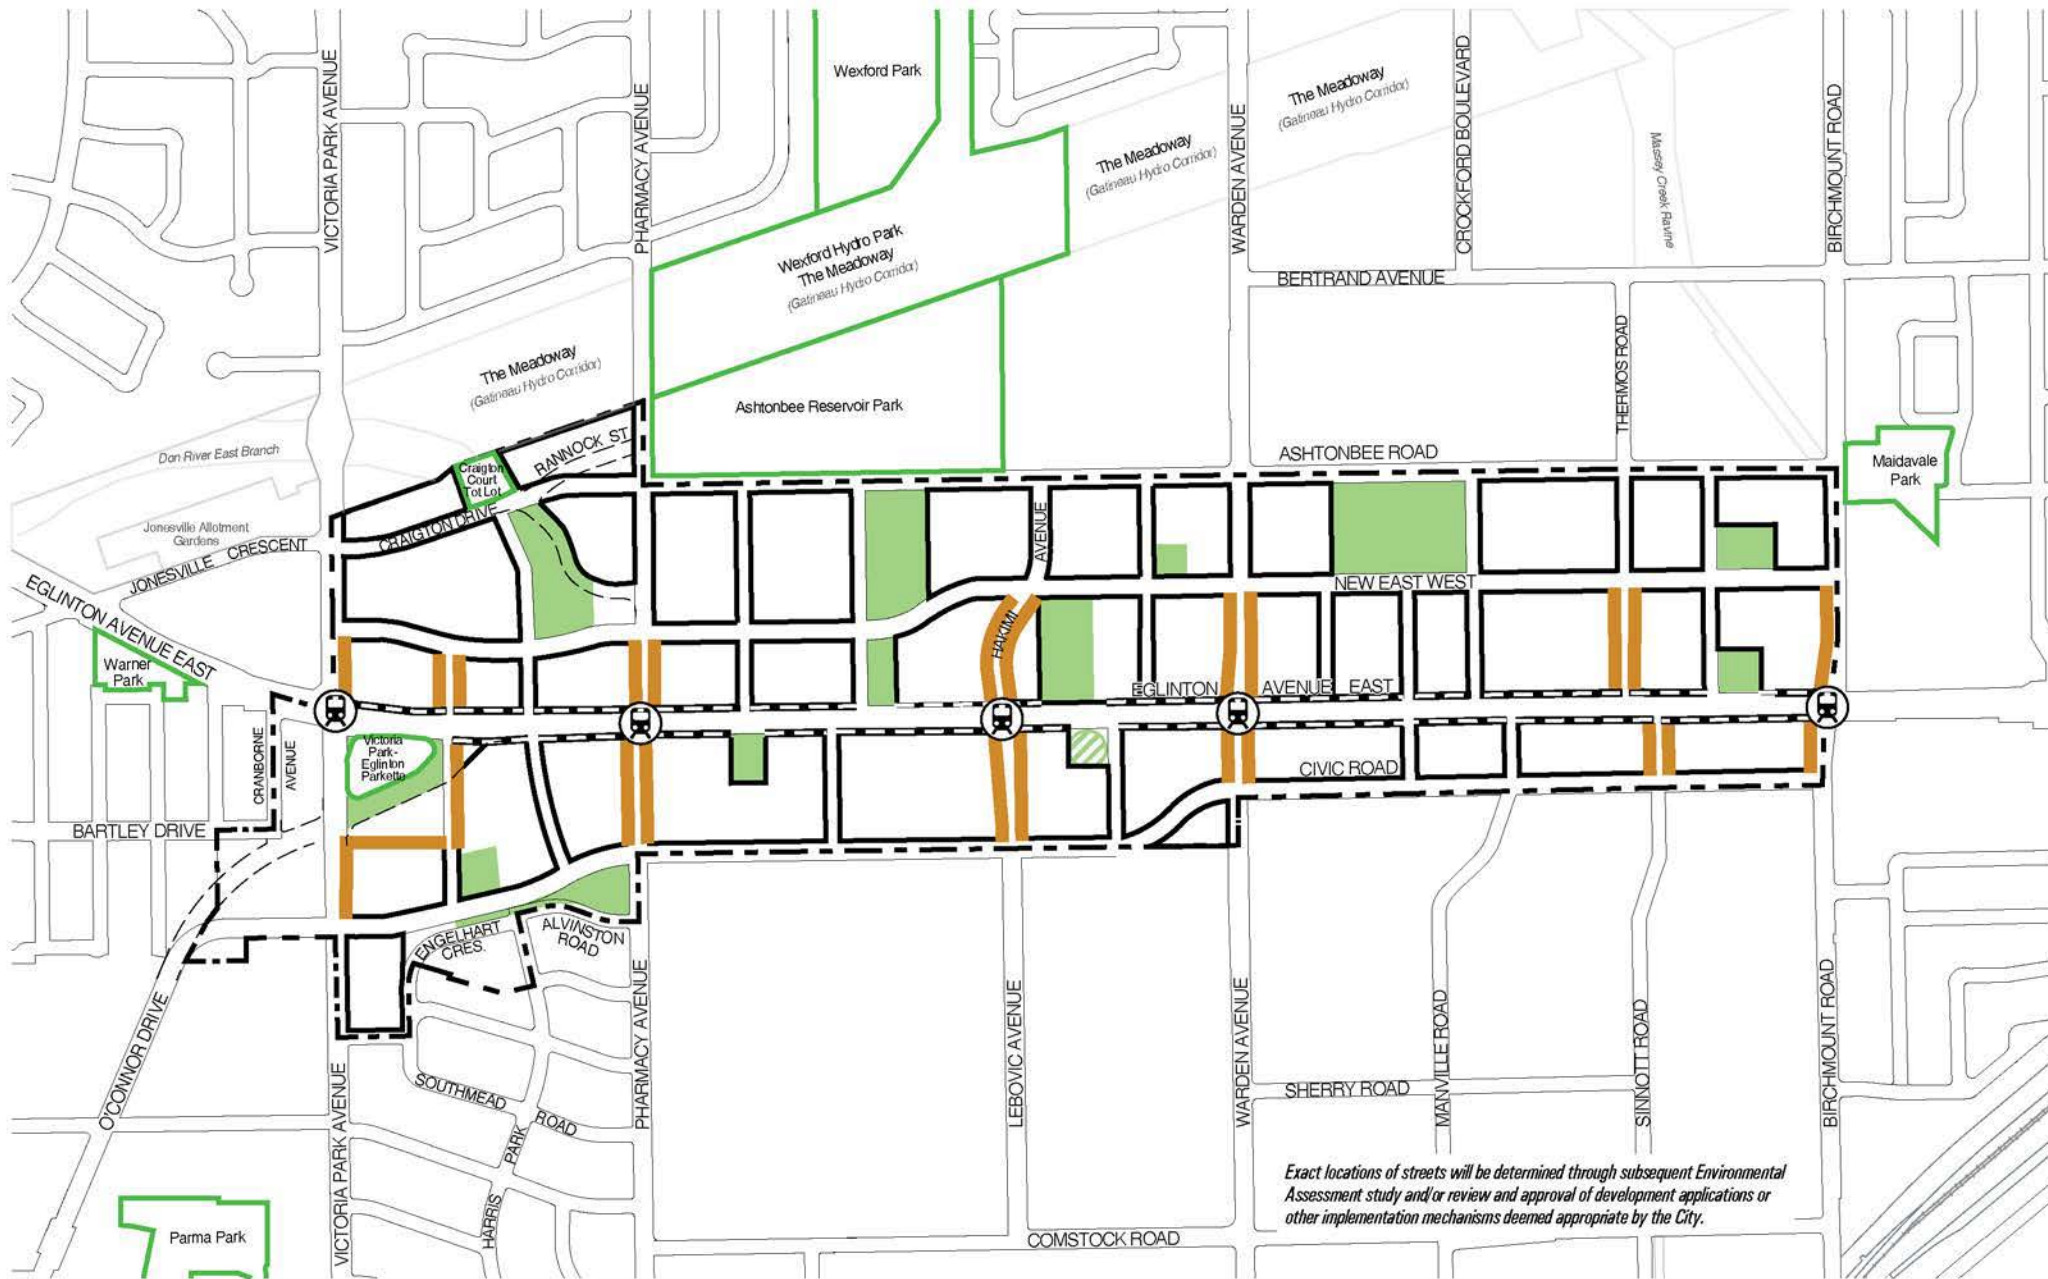 Wexford Park
The Meadoway
(Gatineau Hydro Corridor)
CROCKFORD BOULEVARD
VICTORIA PARK AVENUE
PHARMACY AVENUE
WARDEN AVENUE
BIRCHMOUNT ROAD
The Meadoway
(Gatineau Hydro Corridor)
Massey Creek Ravine
Wexford Hydro Park
The Meadoway
(Gatineau Hydro Corridor)
BERTRAND AVENUE
THERMOS ROAD
The Meadoway
(Gatineau Hydro Corridor)
Ashtonbee Reservoir Park
Don River East Branch
RANNOCK ST
ASHTONBEE ROAD
Craigton
Court
Tot Lot
Maidavale
Park
Jonesville Allotment
Gardens
CRAIGTON DRIVE
JONESVILLE CRESCENT
AVENUE
NEW EAST WEST
EGLINTON AVENUE EAST
HAKIMI
Warner
Park
EGLINTON AVENUE EAST
CRANBORNE
AVENUE
Victoria
Park-
Eglinton
Parkette
CIVIC ROAD
BARTLEY DRIVE
ENGELHART
CRES.
ALVINSTON
ROAD
O'CONNOR DRIVE
VICTORIA PARK AVENUE
PHARMACY AVENUE
LEBOVIC AVENUE
WARDEN AVENUE
MANVILLE ROAD
SINNOTT ROAD
BIRCHMOUNT ROAD
SOUTHMEAD
ROAD
SHERRY ROAD
HARRIS
PARK
Exact locations of streets will be determined through subsequent Environmental
Assessment study and/or review and approval of development applications or
other implementation mechanisms deemed appropriate by the City.
Parma Park
COMSTOCK ROAD